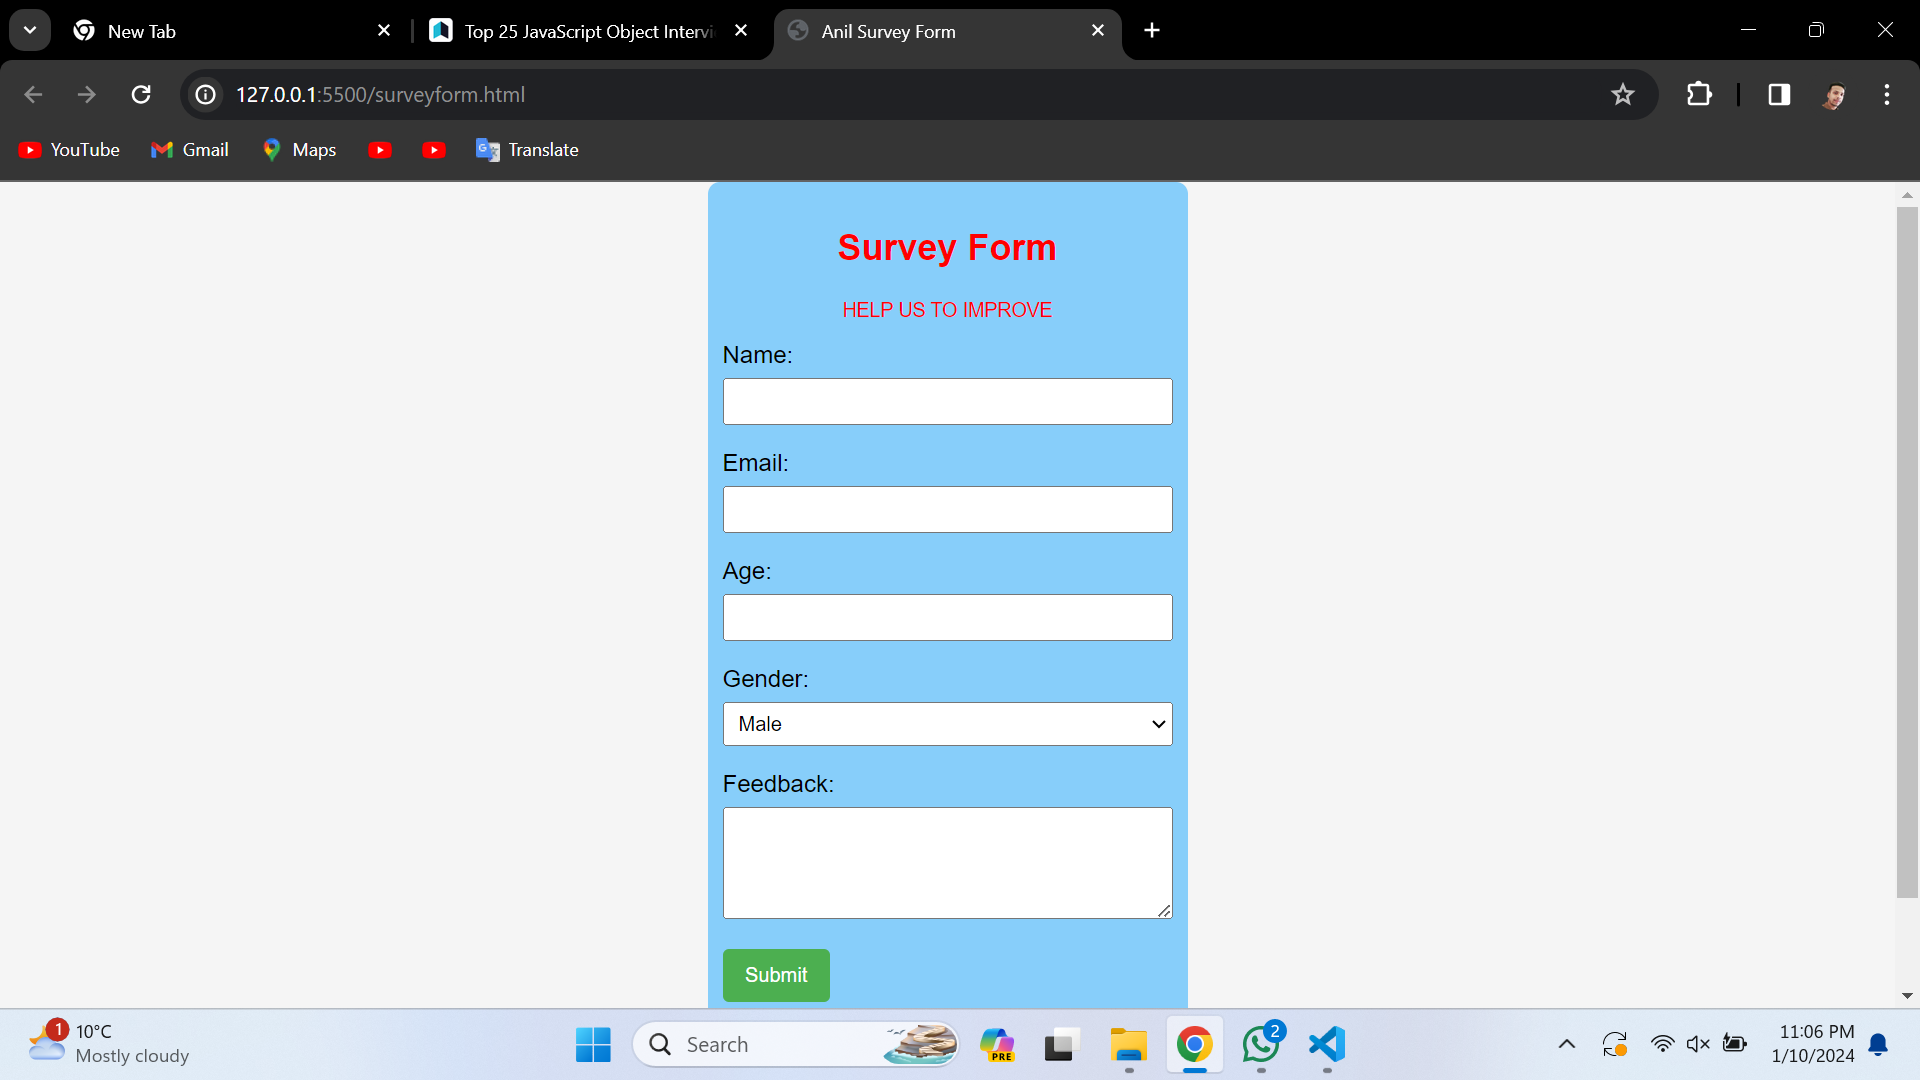 New Tab
Top 25 JavaScript Object Intervi
Anil Survey Form
127.0.0.1:5500/surveyform.html
YouTube
Gmail
Maps
Translate
Survey Form
HELP US TO IMPROVE
Name:
Email:
Age:
Gender:
Male
Feedback:
Submit
1
10°C
Mostly cloudy
Search
PRE
2
11:06 PM
1/10/2024